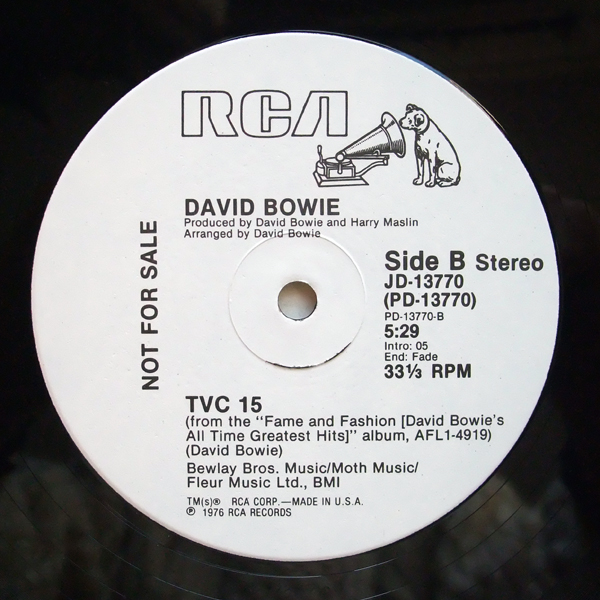 RCA
DAVID BOWIE
Produced by David Bowie and Harry Maslin
Arranged by David Bowie
NOT FOR SALE
Side B Stereo
JD-13770
(PD-13770)
PD-13770-B
5:29
Intro: 05
End: Fade
33⅓ RPM
TVC 15
(from the "Fame and Fashion [David Bowie's
All Time Greatest Hits]" album, AFL1-4919)
(David Bowie)
Bewlay Bros. Music/Moth Music/
Fleur Music Ltd., BMI
TM(s)® RCA CORP.—MADE IN U.S.A.
℗ 1976 RCA RECORDS